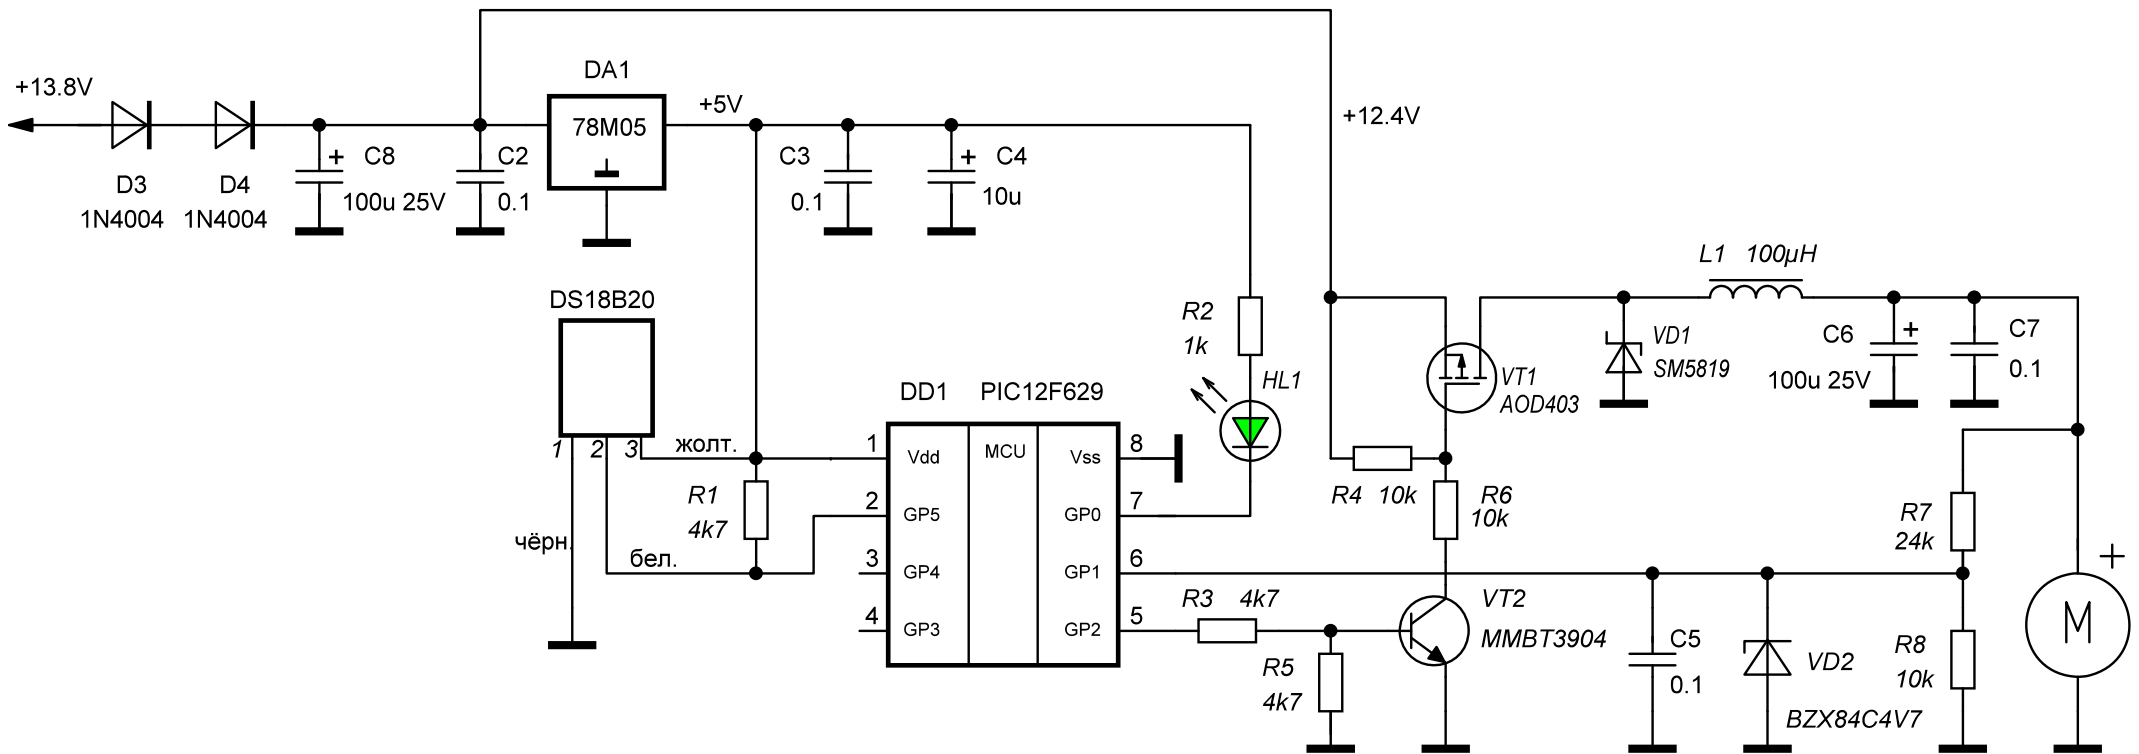 +13.8V
D3
1N4004
D4
1N4004
+
C8
100u 25V
C2
0.1
DA1
78M05
+5V
C3
0.1
+
C4
10u
+12.4V
DS18B20
1
2
3
жолт.
чёрн.
бел.
R1
4k7
DD1
PIC12F629
MCU
1
Vdd
2
GP5
3
GP4
4
GP3
Vss
8
GP0
7
GP1
6
GP2
5
R2
1k
HL1
R3
4k7
R5
4k7
R4
10k
R6
10k
VT1
AOD403
VT2
MMBT3904
VD1
SM5819
L1
100µH
C6
+
100u 25V
C7
0.1
C5
0.1
VD2
BZX84C4V7
R7
24k
R8
10k
+
M